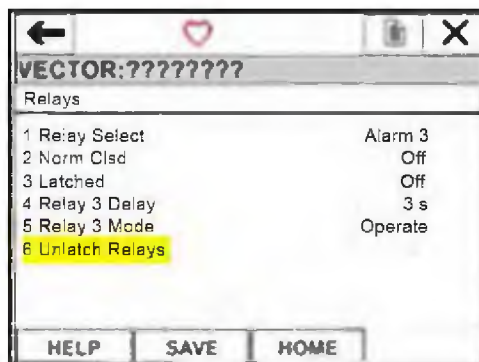 VECTOR:????????
Relays
1 Relay Select Alarm 3
2 Norm Clsd Off
3 Latched Off
4 Relay 3 Delay 3 s
5 Relay 3 Mode Operate
6 Unlatch Relays
HELP SAVE HOME